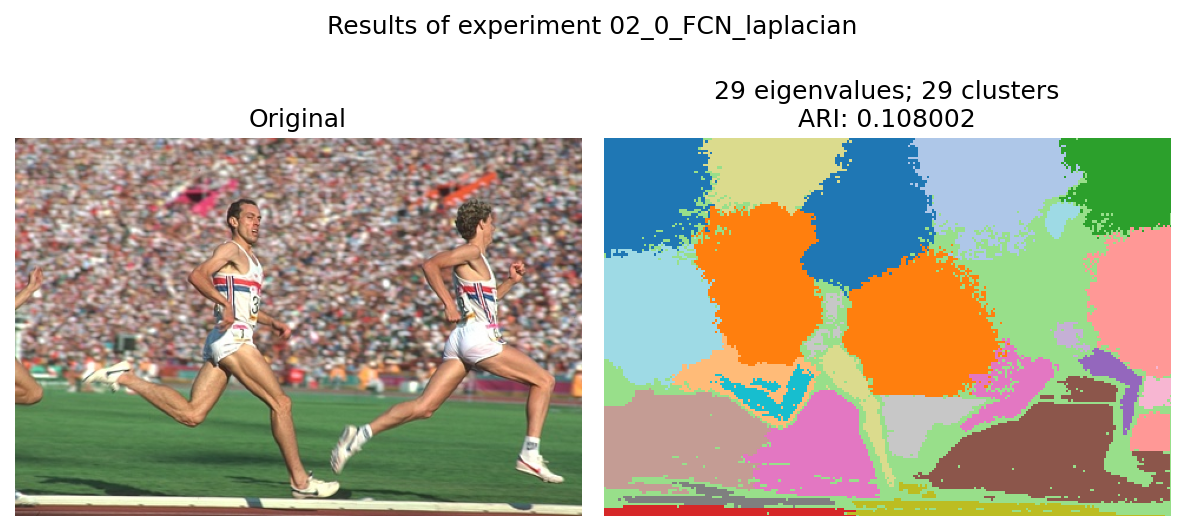 Results of experiment 02_0_FCN_laplacian
Original
29 eigenvalues; 29 clusters
ARI: 0.108002